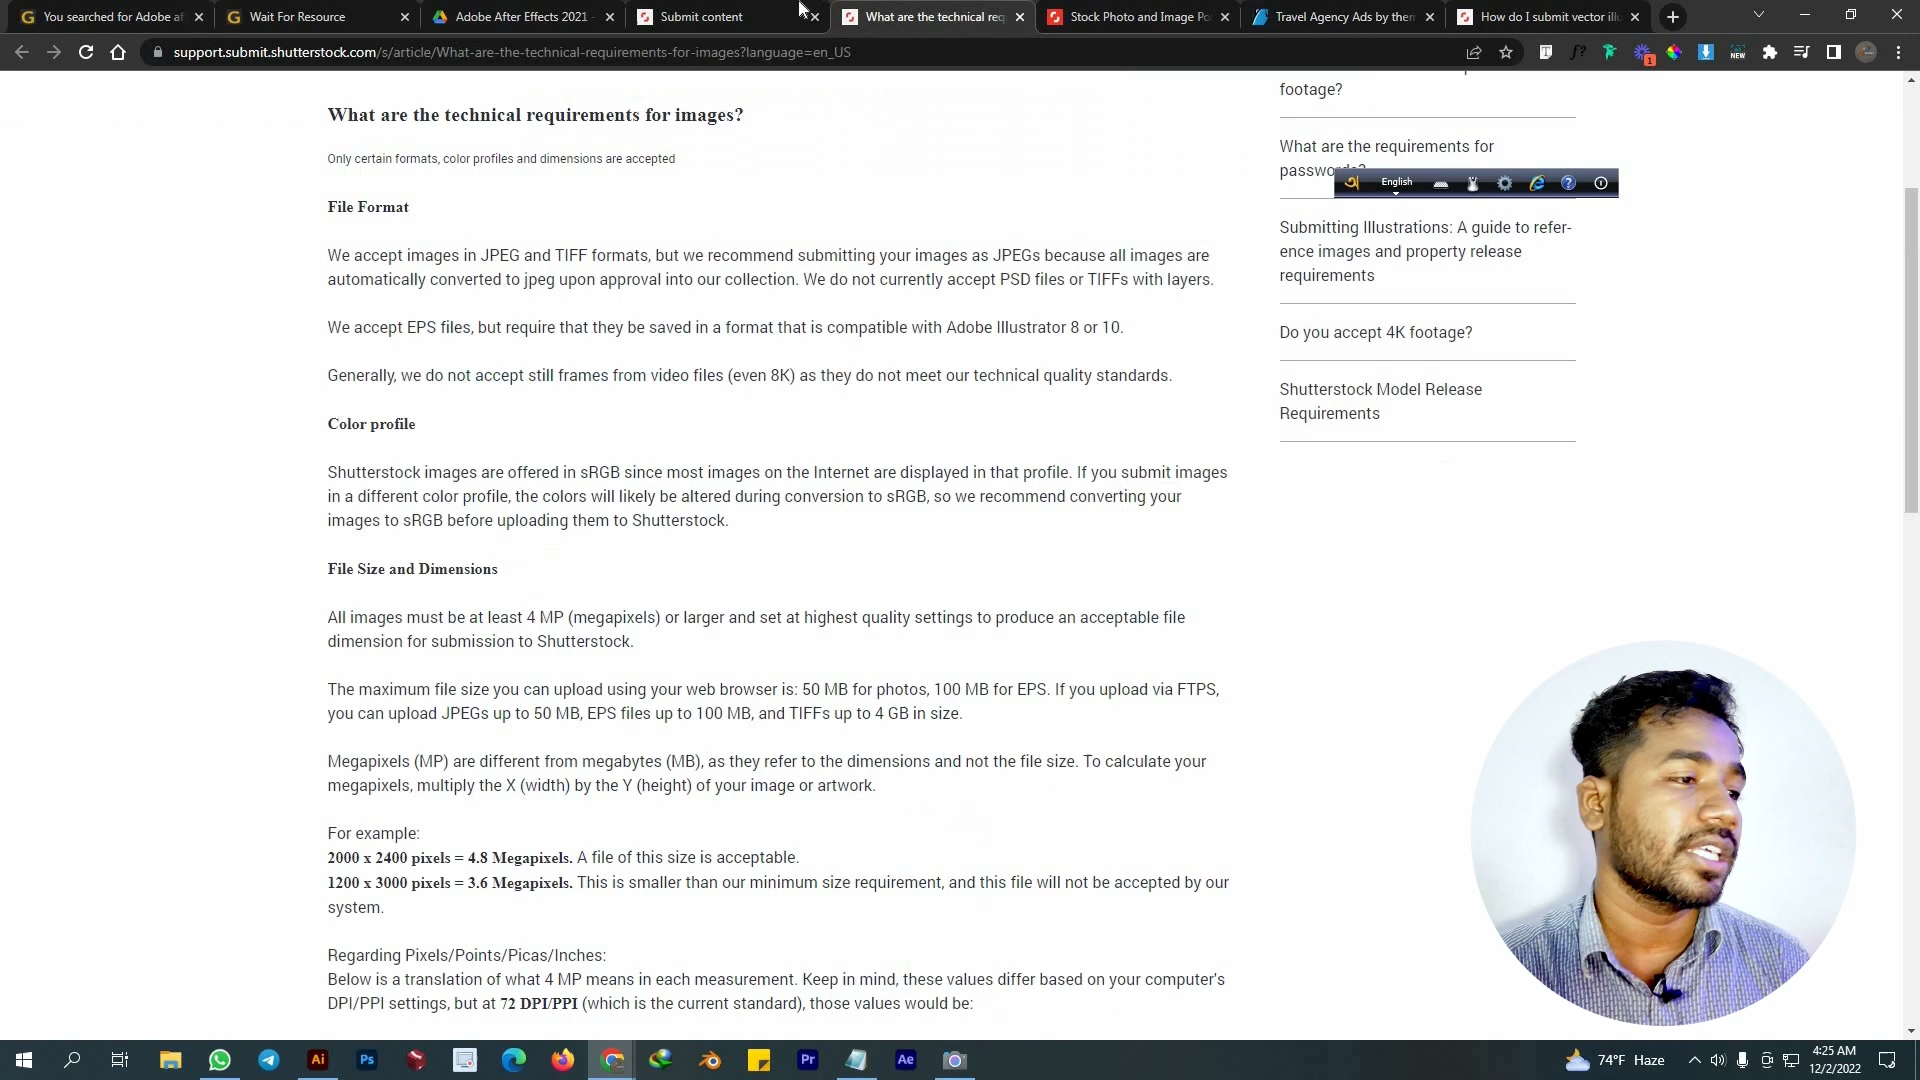 You searched for Adobe af
Wait For Resource
Adobe After Effects 2021 -
Submit content
What are the technical req
Stock Photo and Image Po
Travel Agency Ads by them
How do I submit vector illu
support.submit.shutterstock.com/s/article/What-are-the-technical-requirements-for-images?language=en_US
What are the technical requirements for images?
Only certain formats, color profiles and dimensions are accepted
File Format
We accept images in JPEG and TIFF formats, but we recommend submitting your images as JPEGs because all images are
automatically converted to jpeg upon approval into our collection. We do not currently accept PSD files or TIFFs with layers.
We accept EPS files, but require that they be saved in a format that is compatible with Adobe Illustrator 8 or 10.
Generally, we do not accept still frames from video files (even 8K) as they do not meet our technical quality standards.
Color profile
Shutterstock images are offered in sRGB since most images on the Internet are displayed in that profile. If you submit images
in a different color profile, the colors will likely be altered during conversion to sRGB, so we recommend converting your
images to sRGB before uploading them to Shutterstock.
File Size and Dimensions
All images must be at least 4 MP (megapixels) or larger and set at highest quality settings to produce an acceptable file
dimension for submission to Shutterstock.
The maximum file size you can upload using your web browser is: 50 MB for photos, 100 MB for EPS. If you upload via FTPS,
you can upload JPEGs up to 50 MB, EPS files up to 100 MB, and TIFFs up to 4 GB in size.
Megapixels (MP) are different from megabytes (MB), as they refer to the dimensions and not the file size. To calculate your
megapixels, multiply the X (width) by the Y (height) of your image or artwork.
For example:
2000 x 2400 pixels = 4.8 Megapixels. A file of this size is acceptable.
1200 x 3000 pixels = 3.6 Megapixels. This is smaller than our minimum size requirement, and this file will not be accepted by our
system.
Regarding Pixels/Points/Picas/Inches:
Below is a translation of what 4 MP means in each measurement. Keep in mind, these values differ based on your computer's
DPI/PPI settings, but at 72 DPI/PPI (which is the current standard), those values would be:
footage?
What are the requirements for
অ English
Submitting Illustrations: A guide to refer-
ence images and property release
requirements
Do you accept 4K footage?
Shutterstock Model Release
Requirements
NEW
1
Ai
Ps
Pr
Ae
74°F Haze
4:25 AM
12/2/2022